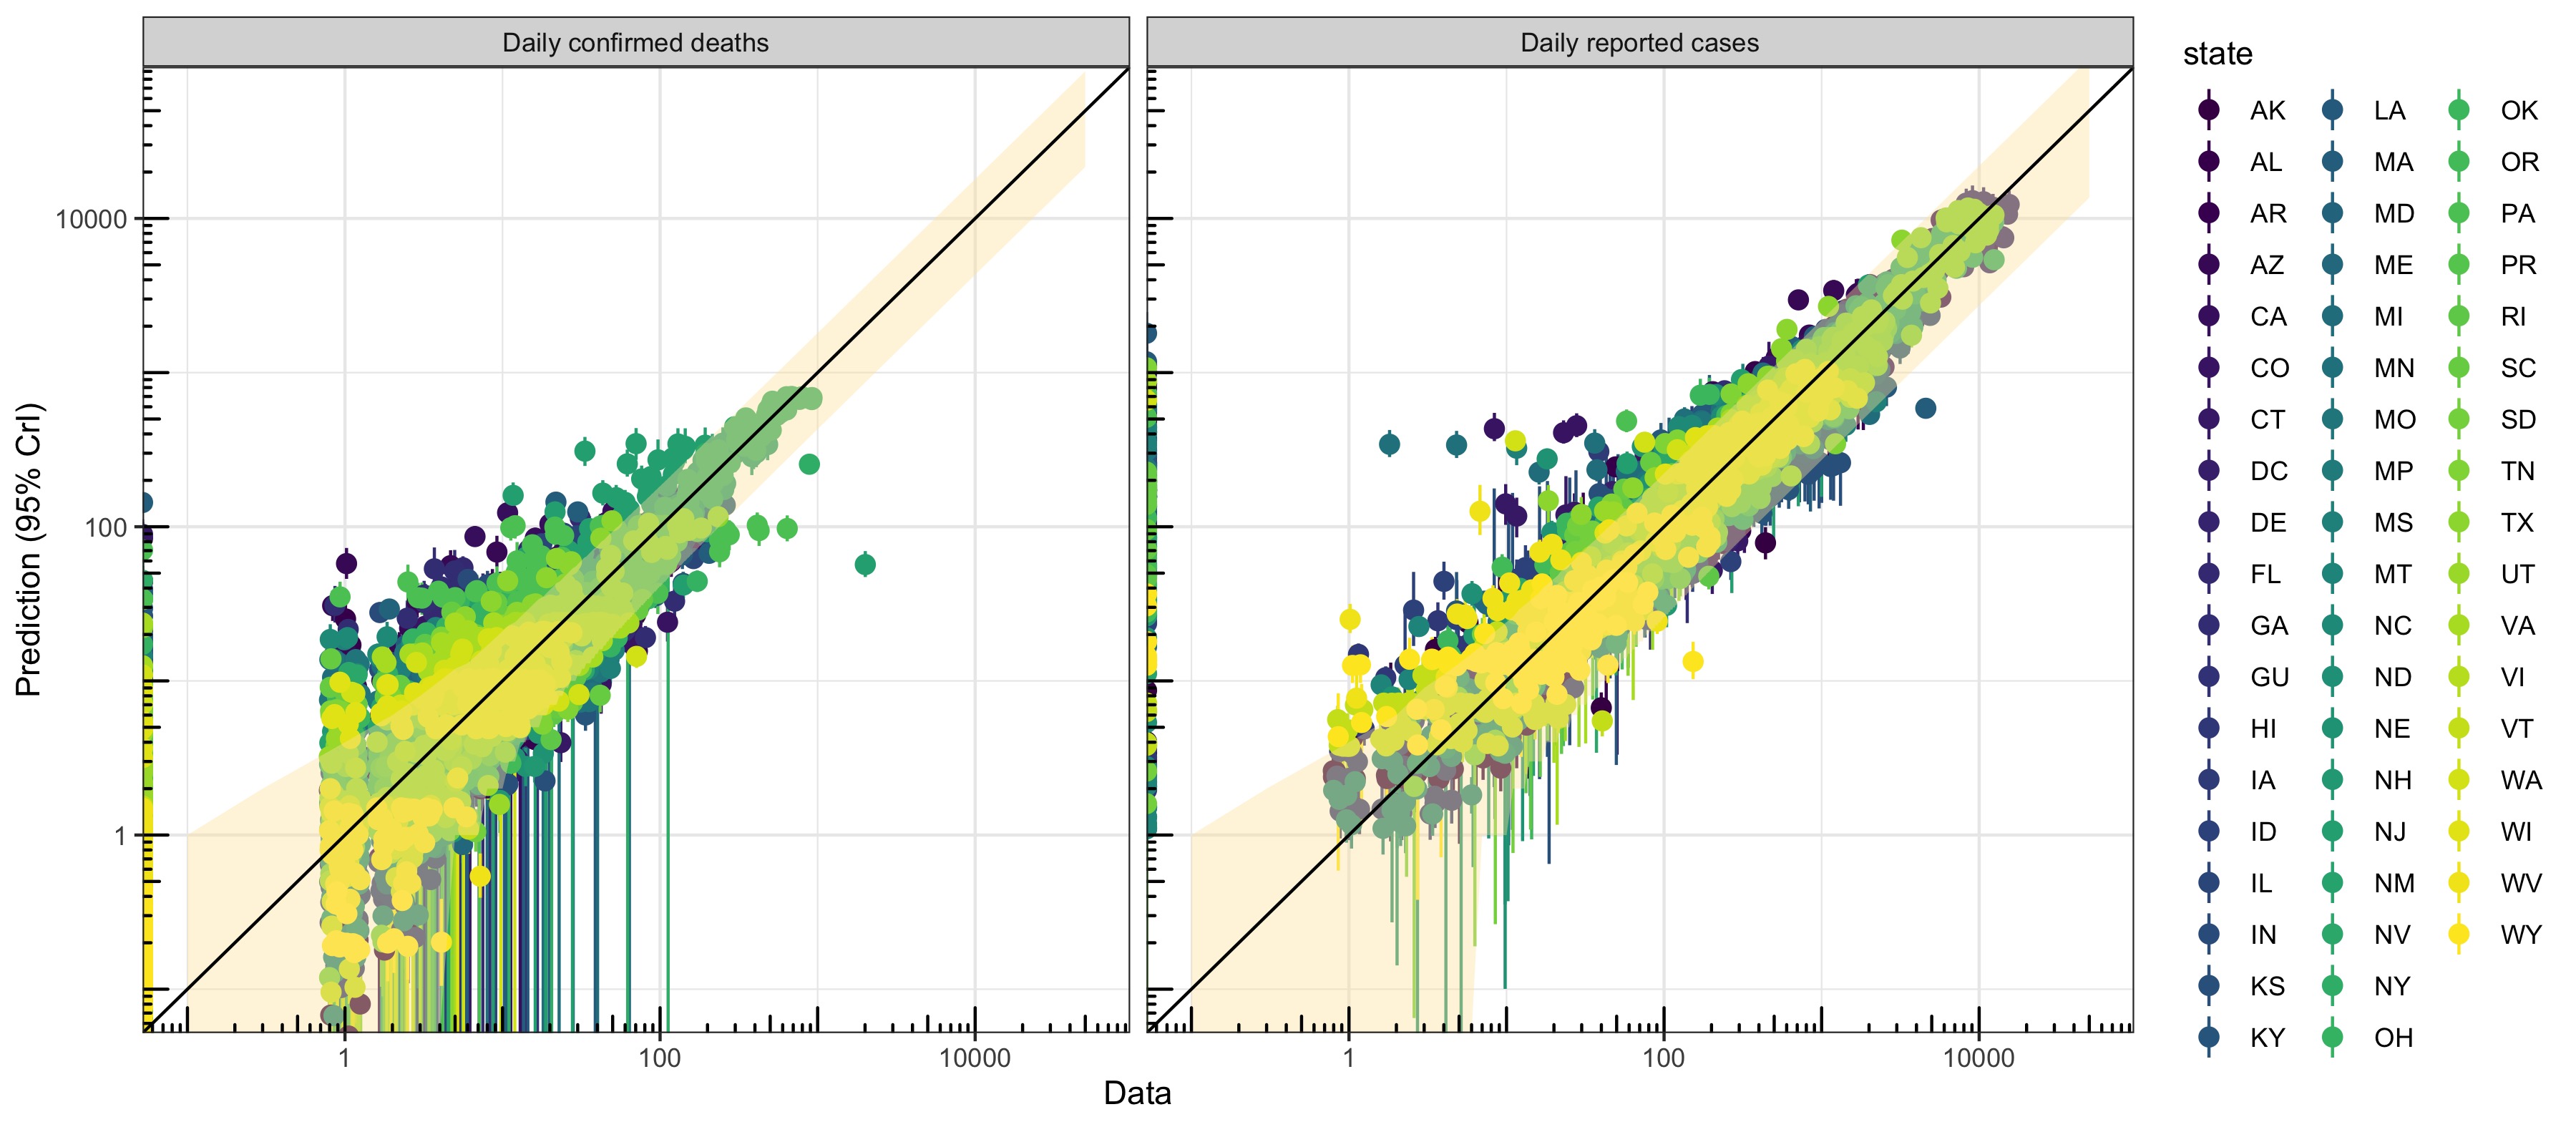 Daily confirmed deaths
Daily reported cases
state
AK
AL
AR
AZ
CA
CO
CT
DC
DE
FL
GA
GU
HI
IA
ID
IL
IN
KS
KY
LA
MA
MD
ME
MI
MN
MO
MP
MS
MT
NC
ND
NE
NH
NJ
NM
NV
NY
OH
OK
OR
PA
PR
RI
SC
SD
TN
TX
UT
VA
VI
VT
WA
WI
WV
WY
Prediction (95% CrI)
10000
100
1
1
100
10000
1
100
10000
Data